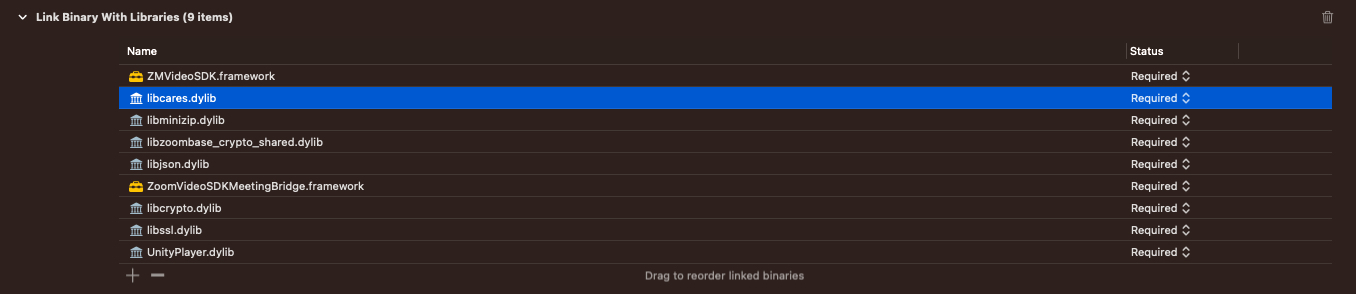 Link Binary With Libraries (9 items)
Name Status
ZMVideoSDK.framework Required
libcares.dylib Required
libminizip.dylib Required
libzoombase_crypto_shared.dylib Required
libjson.dylib Required
ZoomVideoSDKMeetingBridge.framework Required
libcrypto.dylib Required
libssl.dylib Required
UnityPlayer.dylib Required
Drag to reorder linked binaries